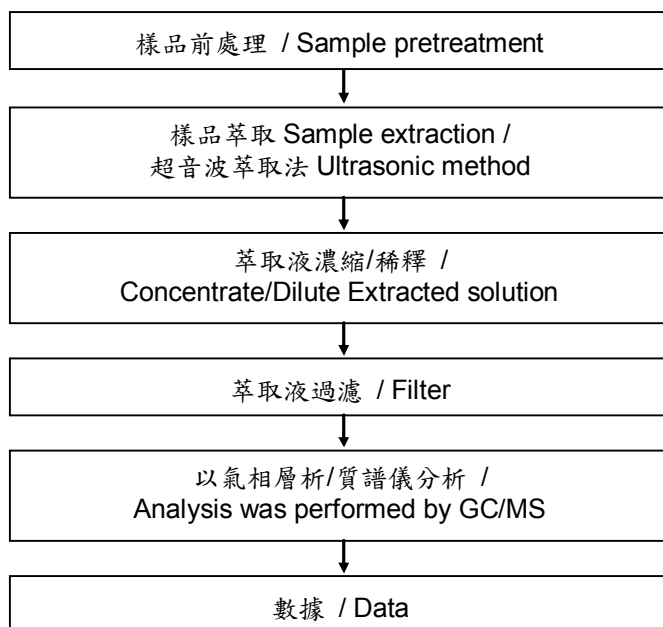 樣品前處理 / Sample pretreatment
樣品萃取 Sample extraction /
超音波萃取法 Ultrasonic method
萃取液濃縮/稀釋 /
Concentrate/Dilute Extracted solution
萃取液過濾 / Filter
以氣相層析/質譜儀分析 /
Analysis was performed by GC/MS
數據 / Data